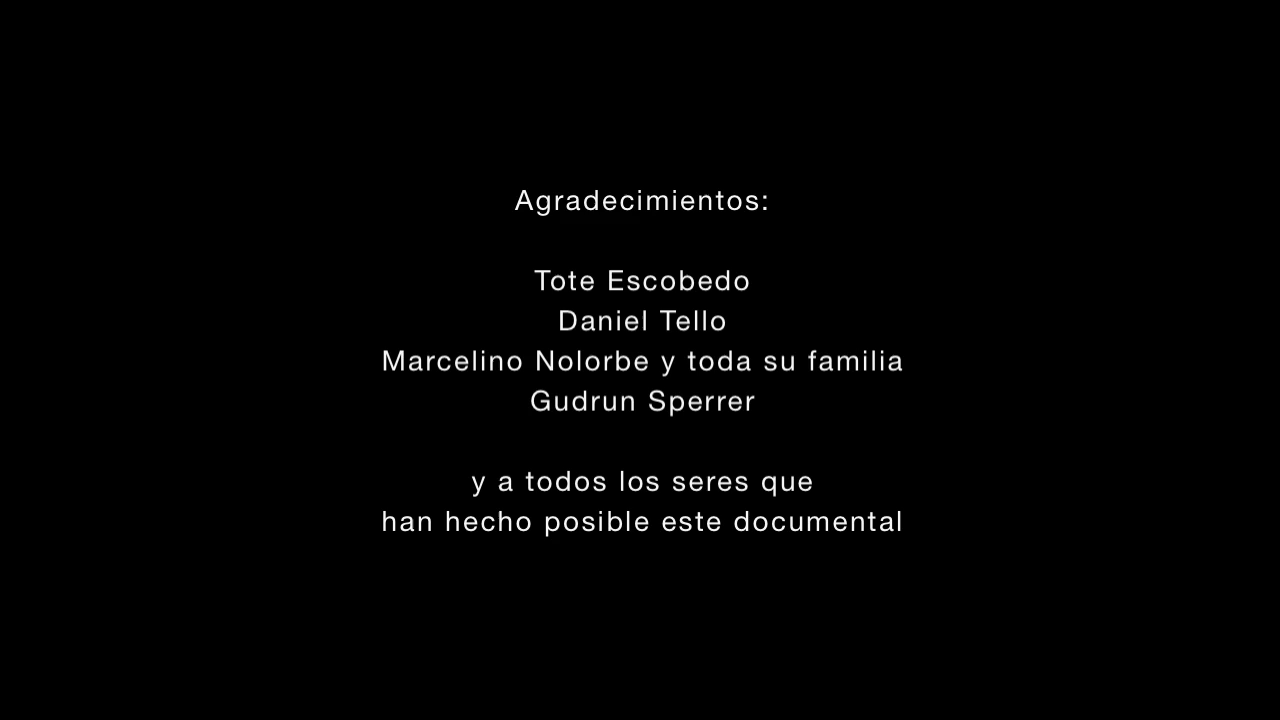 Agradecimientos:
Tote Escobedo
Daniel Tello
Marcelino Nolorbe y toda su familia
Gudrun Sperrer
y a todos los seres que
han hecho posible este documental